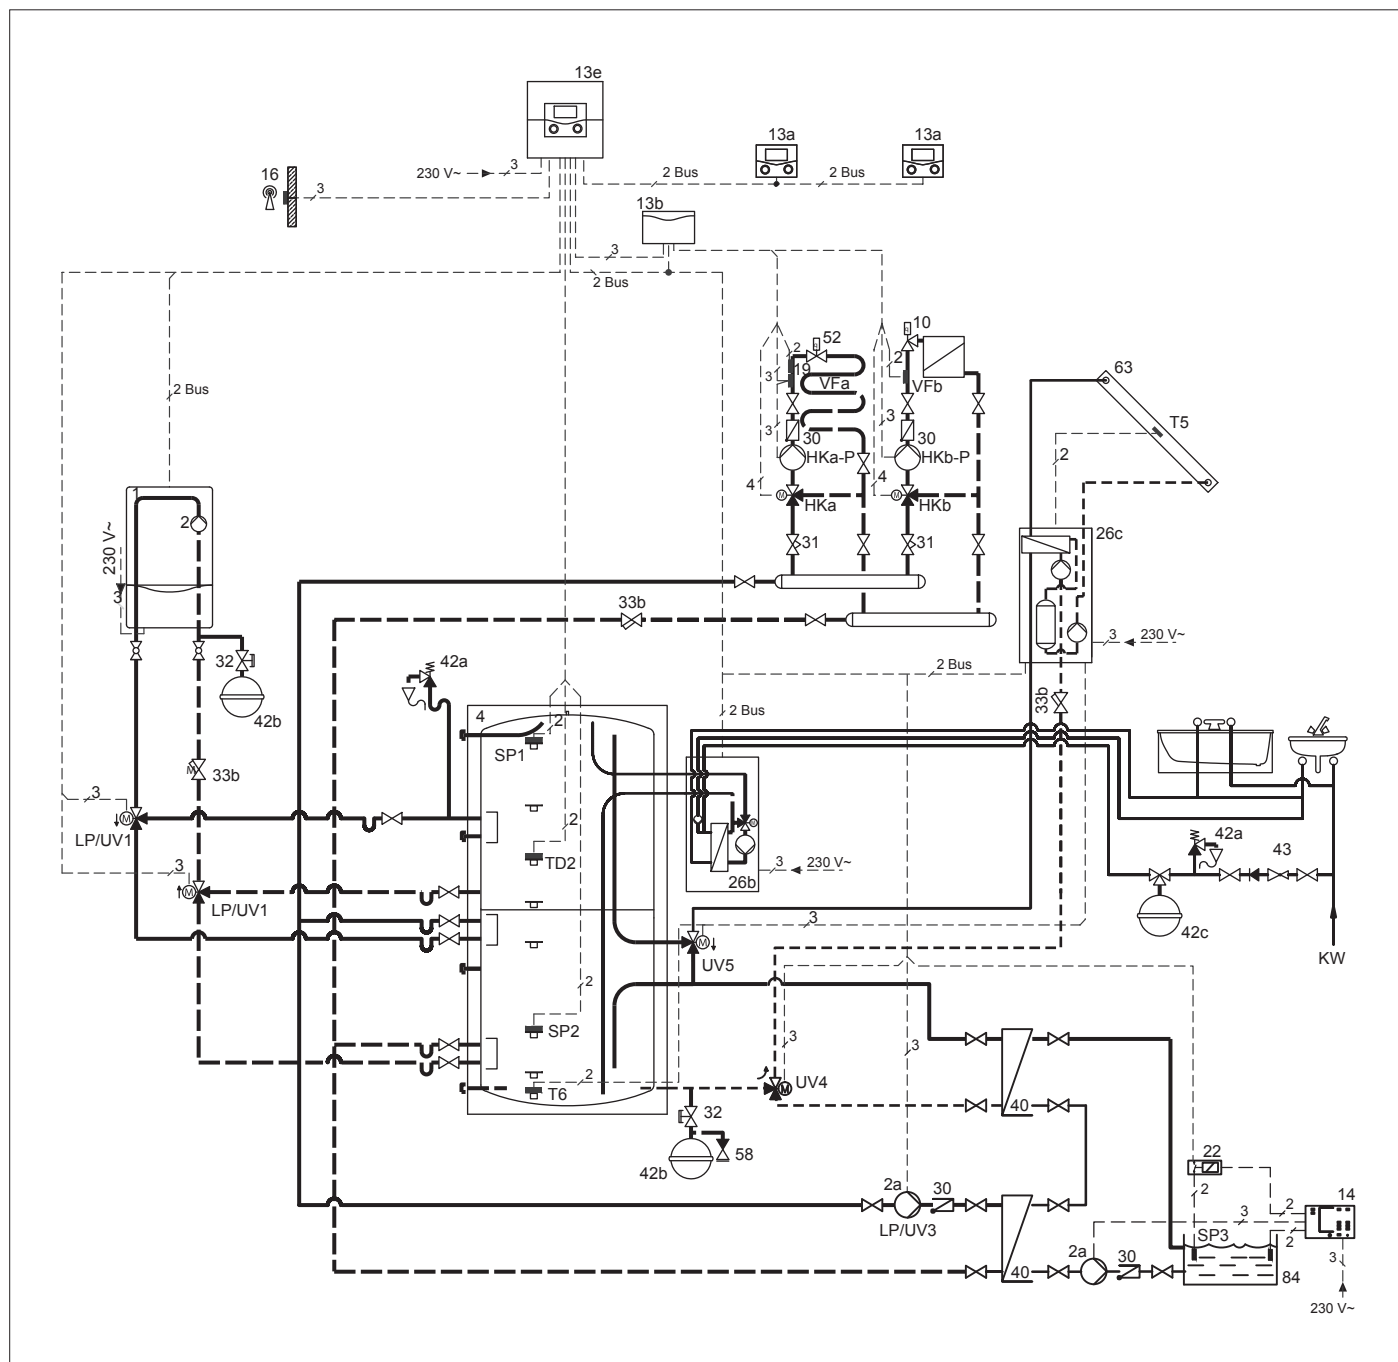 13e
13a
13a
16
3
230 V~
3
2 Bus
2 Bus
13b
3
2 Bus
10
52
2
19
3
VFa
2
VFb
63
T5
2 Bus
3
30
3
30
2
HKa-P
HKb-P
4
4
1
2
HKa
HKb
230 V~
31
31
26c
3
33b
3
230 V~
32
42a
2 Bus
42b
4
2
33b
SP1
2 Bus
M
33b
3
M
LP/UV1
2
TD2
3
230 V~
26b
42a
43
3
M
LP/UV1
3
42c
M
UV5
KW
2
SP2
3
3
2
T6
UV4
M
40
32
42b
58
22
2
14
2a
30
LP/UV3
3
2
SP3
2
2a
30
3
40
84
230 V~